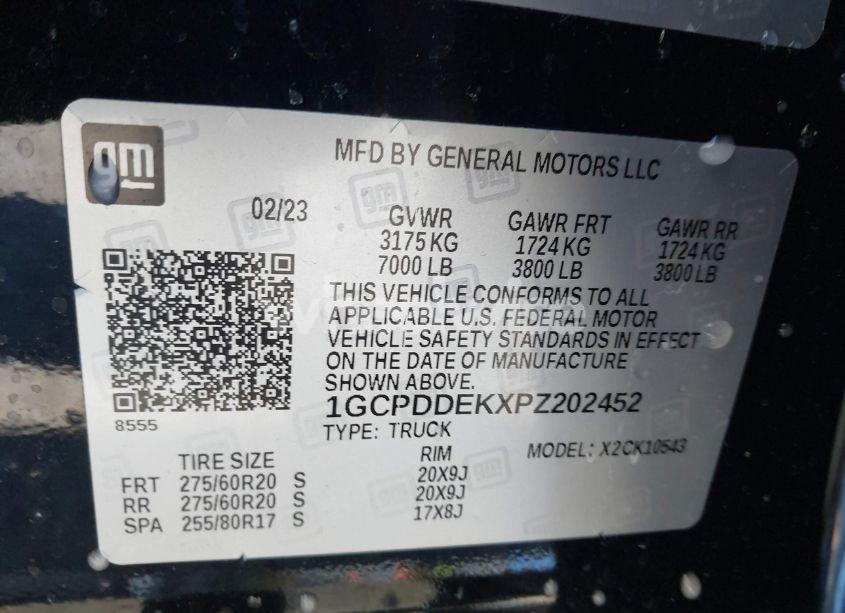 gm
MFD BY GENERAL MOTORS LLC
02/23
GVWR GAWR FRT GAWR RR
3175 KG 1724 KG 1724 KG
7000 LB 3800 LB 3800 LB
THIS VEHICLE CONFORMS TO ALL
APPLICABLE U.S. FEDERAL MOTOR
VEHICLE SAFETY STANDARDS IN EFFECT
ON THE DATE OF MANUFACTURE
SHOWN ABOVE.
8555
1GCPDDEKXPZ202452
TYPE: TRUCK
MODEL: X2CK10543
TIRE SIZE RIM
FRT 275/60R20 S 20X9J
RR 275/60R20 S 20X9J
SPA 255/80R17 S 17X8J